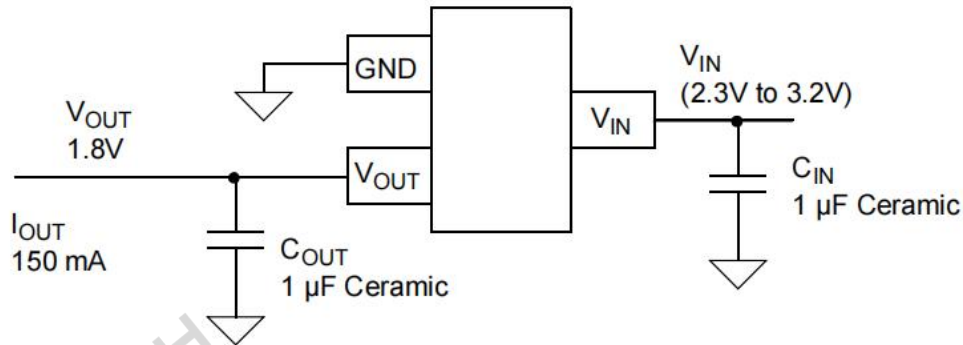 GND
VIN
(2.3V to 3.2V)
VOUT
1.8V
VIN
VOUT
CIN
1 µF Ceramic
IOUT
150 mA
COUT
1 µF Ceramic